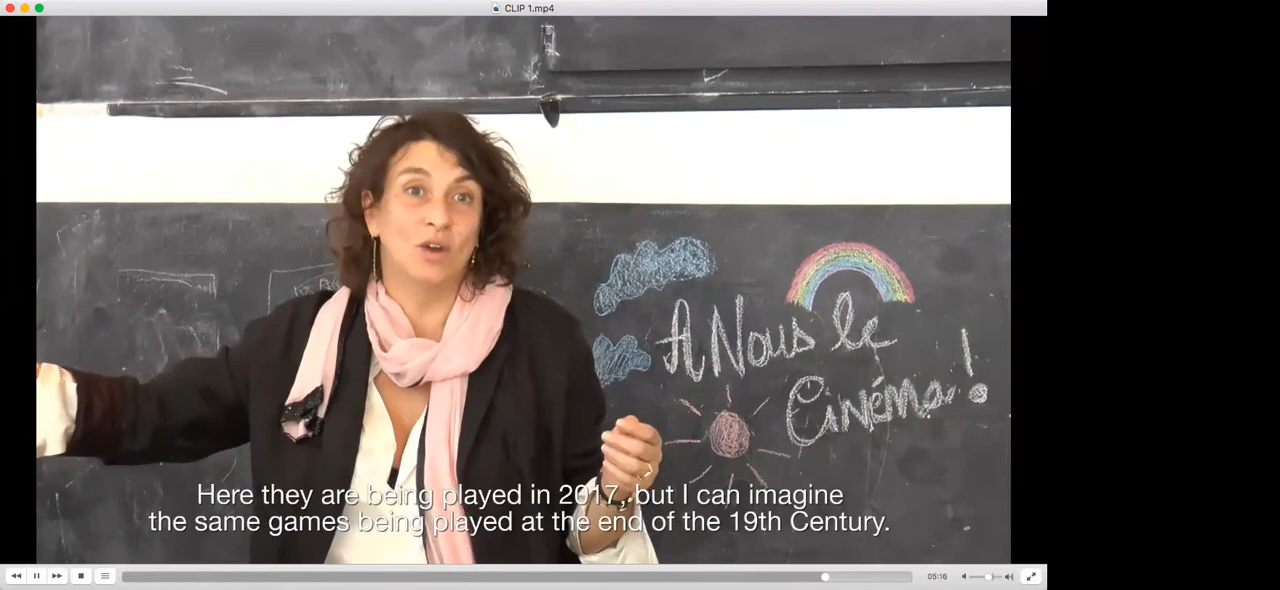 CLIP 1.mp4
A Nous le
Cinéma !
Here they are being played in 2017, but I can imagine
the same games being played at the end of the 19th Century.
05:16